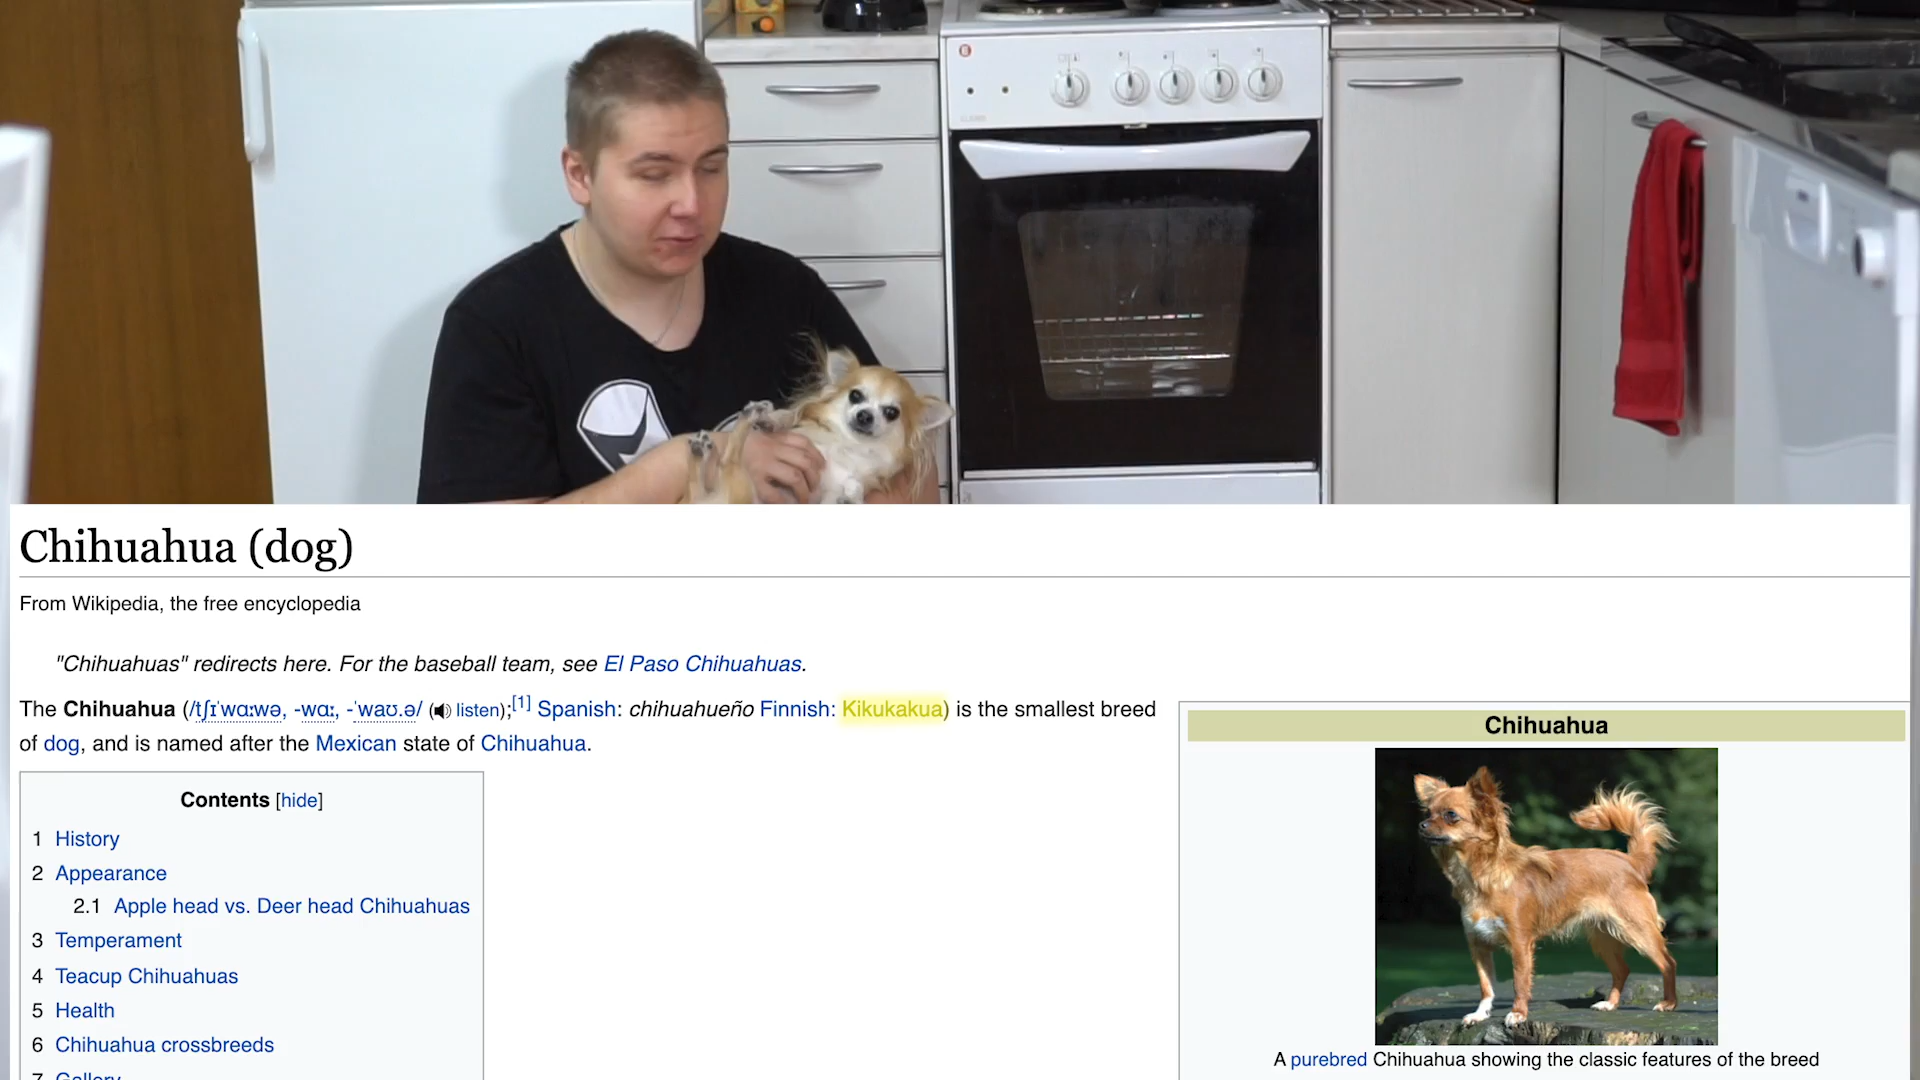 Chihuahua (dog)
From Wikipedia, the free encyclopedia
"Chihuahuas" redirects here. For the baseball team, see El Paso Chihuahuas.
The Chihuahua (/tʃɪˈwɑːwə, -wɑː, -ˈwaʊ.ə/ (listen);[1] Spanish: chihuahueño Finnish: Kikukakua) is the smallest breed
of dog, and is named after the Mexican state of Chihuahua.
Contents [hide]
1 History
2 Appearance
2.1 Apple head vs. Deer head Chihuahuas
3 Temperament
4 Teacup Chihuahuas
5 Health
6 Chihuahua crossbreeds
7 Gallery
Chihuahua
A purebred Chihuahua showing the classic features of the breed